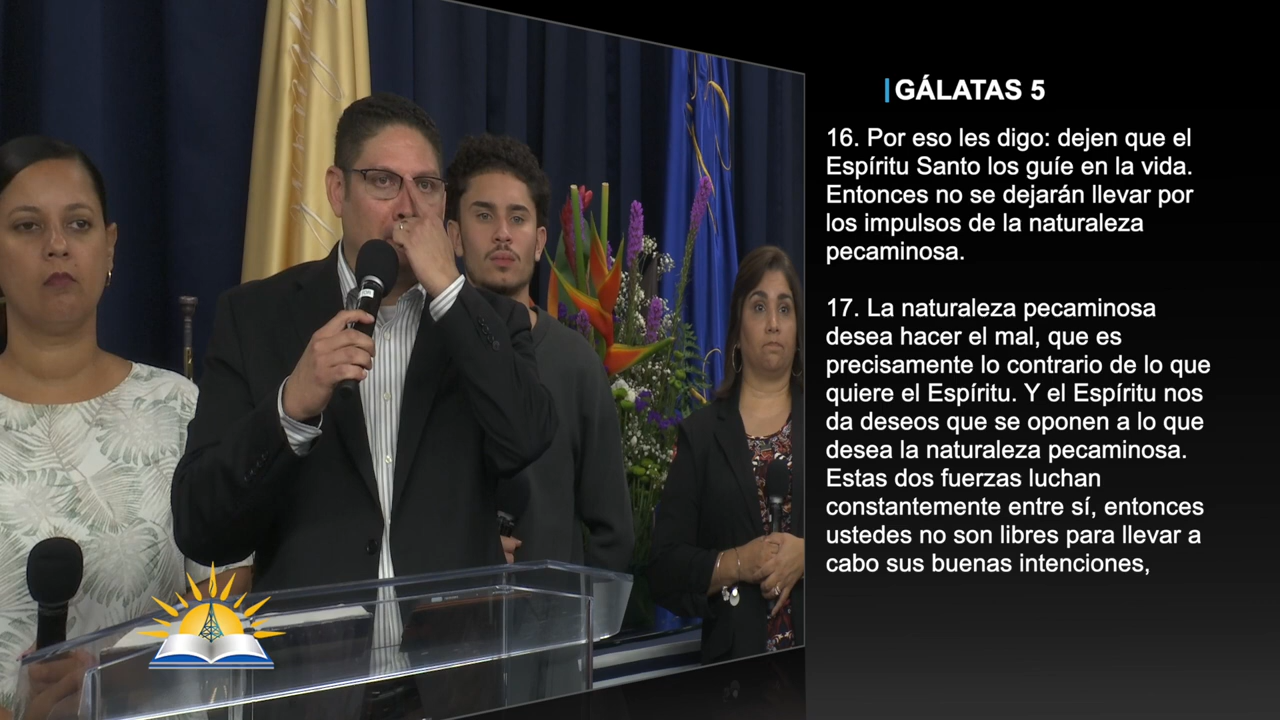 GÁLATAS 5
16. Por eso les digo: dejen que el
Espíritu Santo los guíe en la vida.
Entonces no se dejarán llevar por
los impulsos de la naturaleza
pecaminosa.
17. La naturaleza pecaminosa
desea hacer el mal, que es
precisamente lo contrario de lo que
quiere el Espíritu. Y el Espíritu nos
da deseos que se oponen a lo que
desea la naturaleza pecaminosa.
Estas dos fuerzas luchan
constantemente entre sí, entonces
ustedes no son libres para llevar a
cabo sus buenas intenciones,